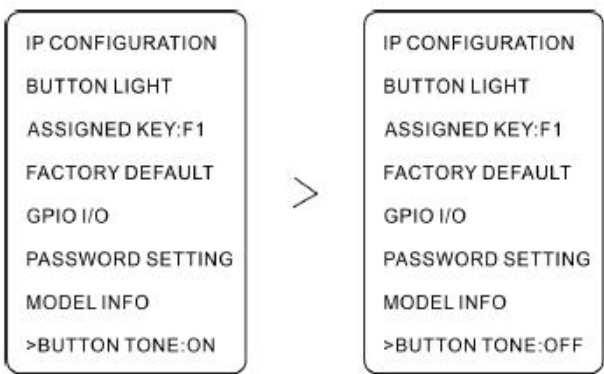 IP CONFIGURATION
BUTTON LIGHT
ASSIGNED KEY:F1
FACTORY DEFAULT
GPIO I/O
PASSWORD SETTING
MODEL INFO
>BUTTON TONE:ON
>
IP CONFIGURATION
BUTTON LIGHT
ASSIGNED KEY:F1
FACTORY DEFAULT
GPIO I/O
PASSWORD SETTING
MODEL INFO
>BUTTON TONE:OFF